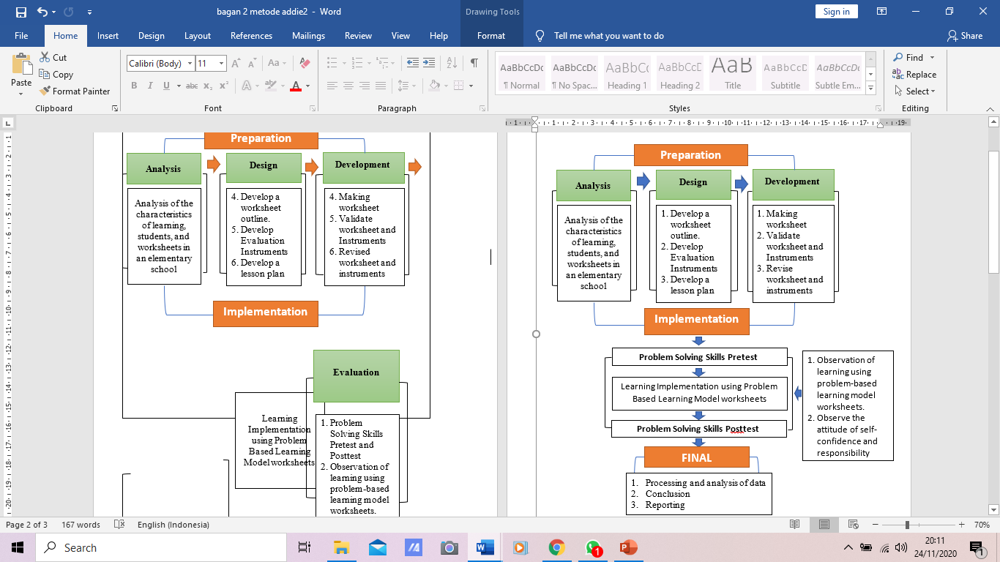 bagan 2 metode addie2 - Word
Drawing Tools
Sign in
File Home Insert Design Layout References Mailings Review View Help Format Tell me what you want to do Share
Paste
Cut
Copy
Format Painter
Clipboard
Calibri (Body) 11
Font
Paragraph
AaBbCcDc AaBbCcDc AaBbCc AaBbCcD AaB AaBbCcD AaBbCcDc
¶ Normal ¶ No Spac... Heading 1 Heading 2 Title Subtitle Subtle Em...
Styles
Find
Replace
Select
Editing
Preparation
Analysis
Design
Development
Analysis of the
characteristics
of learning,
students, and
worksheets in
an elementary
school
4. Develop a
worksheet
outline.
5. Develop
Evaluation
Instruments
6. Develop a
lesson plan
4. Making
worksheet
5. Validate
worksheet and
Instruments
6. Revised
worksheet and
instruments
Implementation
Evaluation
Learning
Implementation
using Problem
Based Learning
Model worksheets
1. Problem
Solving Skills
Pretest and
Posttest
2. Observation of
learning using
problem-based
learning model
worksheets.
Preparation
Analysis
Design
Development
Analysis of the
characteristics
of learning,
students, and
worksheets in
an elementary
school
1. Develop a
worksheet
outline.
2. Develop
Evaluation
Instruments
3. Develop a
lesson plan
1. Making
worksheet
2. Validate
worksheet and
Instruments
3. Revise
worksheet and
instruments
Implementation
Problem Solving Skills Pretest
Learning Implementation using Problem
Based Learning Model worksheets
Problem Solving Skills Posttest
1. Observation of
learning using
problem-based
learning model
worksheets.
2. Observe the
attitude of self-
confidence and
responsibility
FINAL
1. Processing and analysis of data
2. Conclusion
3. Reporting
Page 2 of 3 167 words English (Indonesia) 70%
Search
1
20:11
24/11/2020
1